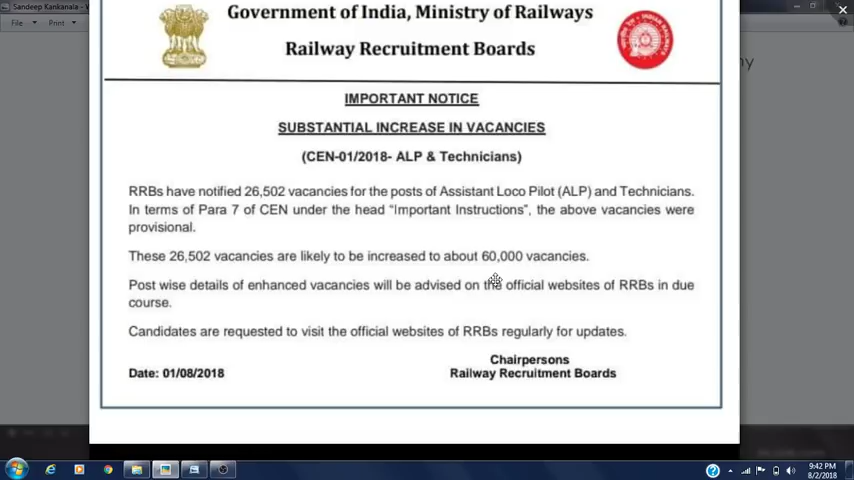 Sandeep Kankanala -
File
Print
Government of India, Ministry of Railways
Railway Recruitment Boards
IMPORTANT NOTICE
SUBSTANTIAL INCREASE IN VACANCIES
(CEN-01/2018- ALP & Technicians)
RRBs have notified 26,502 vacancies for the posts of Assistant Loco Pilot (ALP) and Technicians.
In terms of Para 7 of CEN under the head “Important Instructions”, the above vacancies were
provisional.
These 26,502 vacancies are likely to be increased to about 60,000 vacancies.
Post wise details of enhanced vacancies will be advised on the official websites of RRBs in due
course.
Candidates are requested to visit the official websites of RRBs regularly for updates.
Chairpersons
Date: 01/08/2018 Railway Recruitment Boards
9:42 PM
8/2/2018